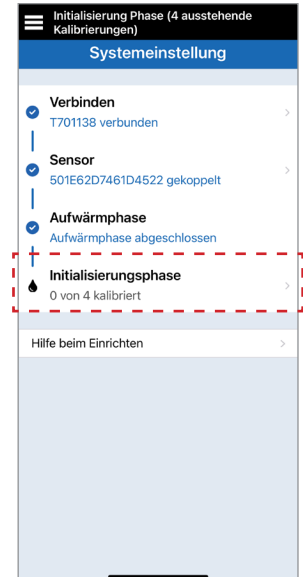 Initialisierung Phase (4 ausstehende
Kalibrierungen)
Systemeinstellung
Verbinden
T701138 verbunden
Sensor
501E62D7461D4522 gekoppelt
Aufwärmphase
Aufwärmphase abgeschlossen
Initialisierungsphase
0 von 4 kalibriert
Hilfe beim Einrichten